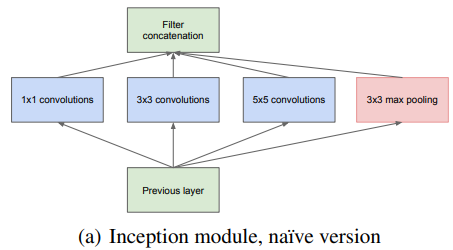 Filter
concatenation
1x1 convolutions
3x3 convolutions
5x5 convolutions
3x3 max pooling
Previous layer
(a) Inception module, naïve version